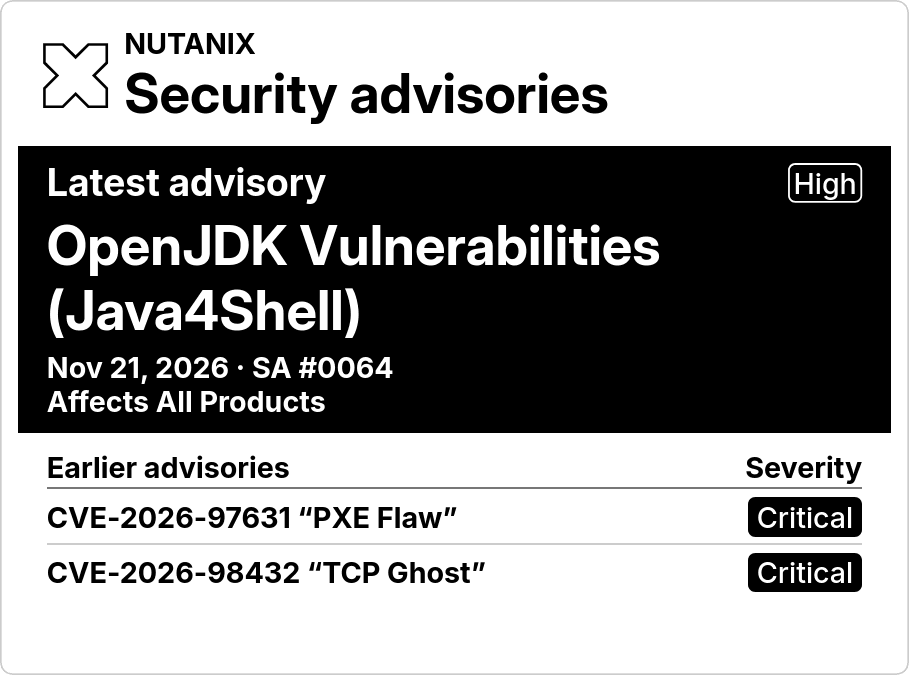 NUTANIX
Security advisories
Latest advisory
High
OpenJDK Vulnerabilities
(Java4Shell)
Nov 21, 2026 · SA #0064
Affects All Products
Earlier advisories
Severity
CVE-2026-97631 “PXE Flaw”
Critical
CVE-2026-98432 “TCP Ghost”
Critical